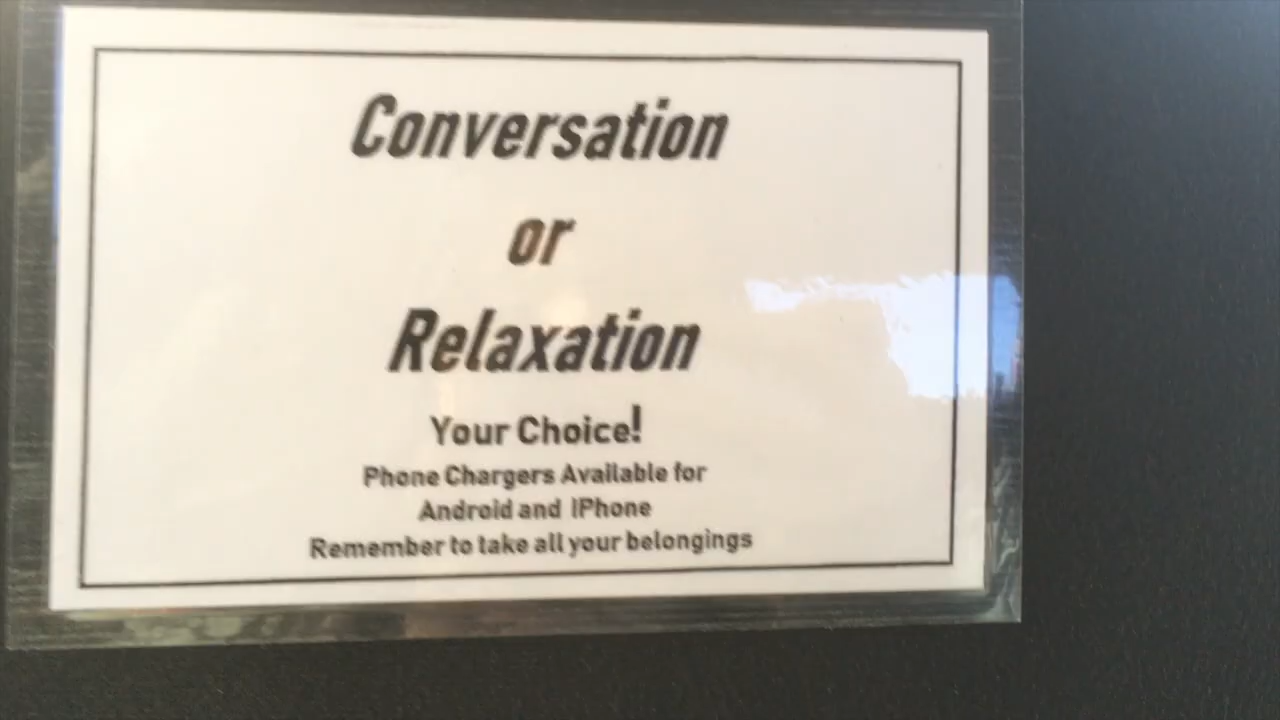 Conversation
or
Relaxation
Your Choice!
Phone Chargers Available for
Android and IPhone
Remember to take all your belongings